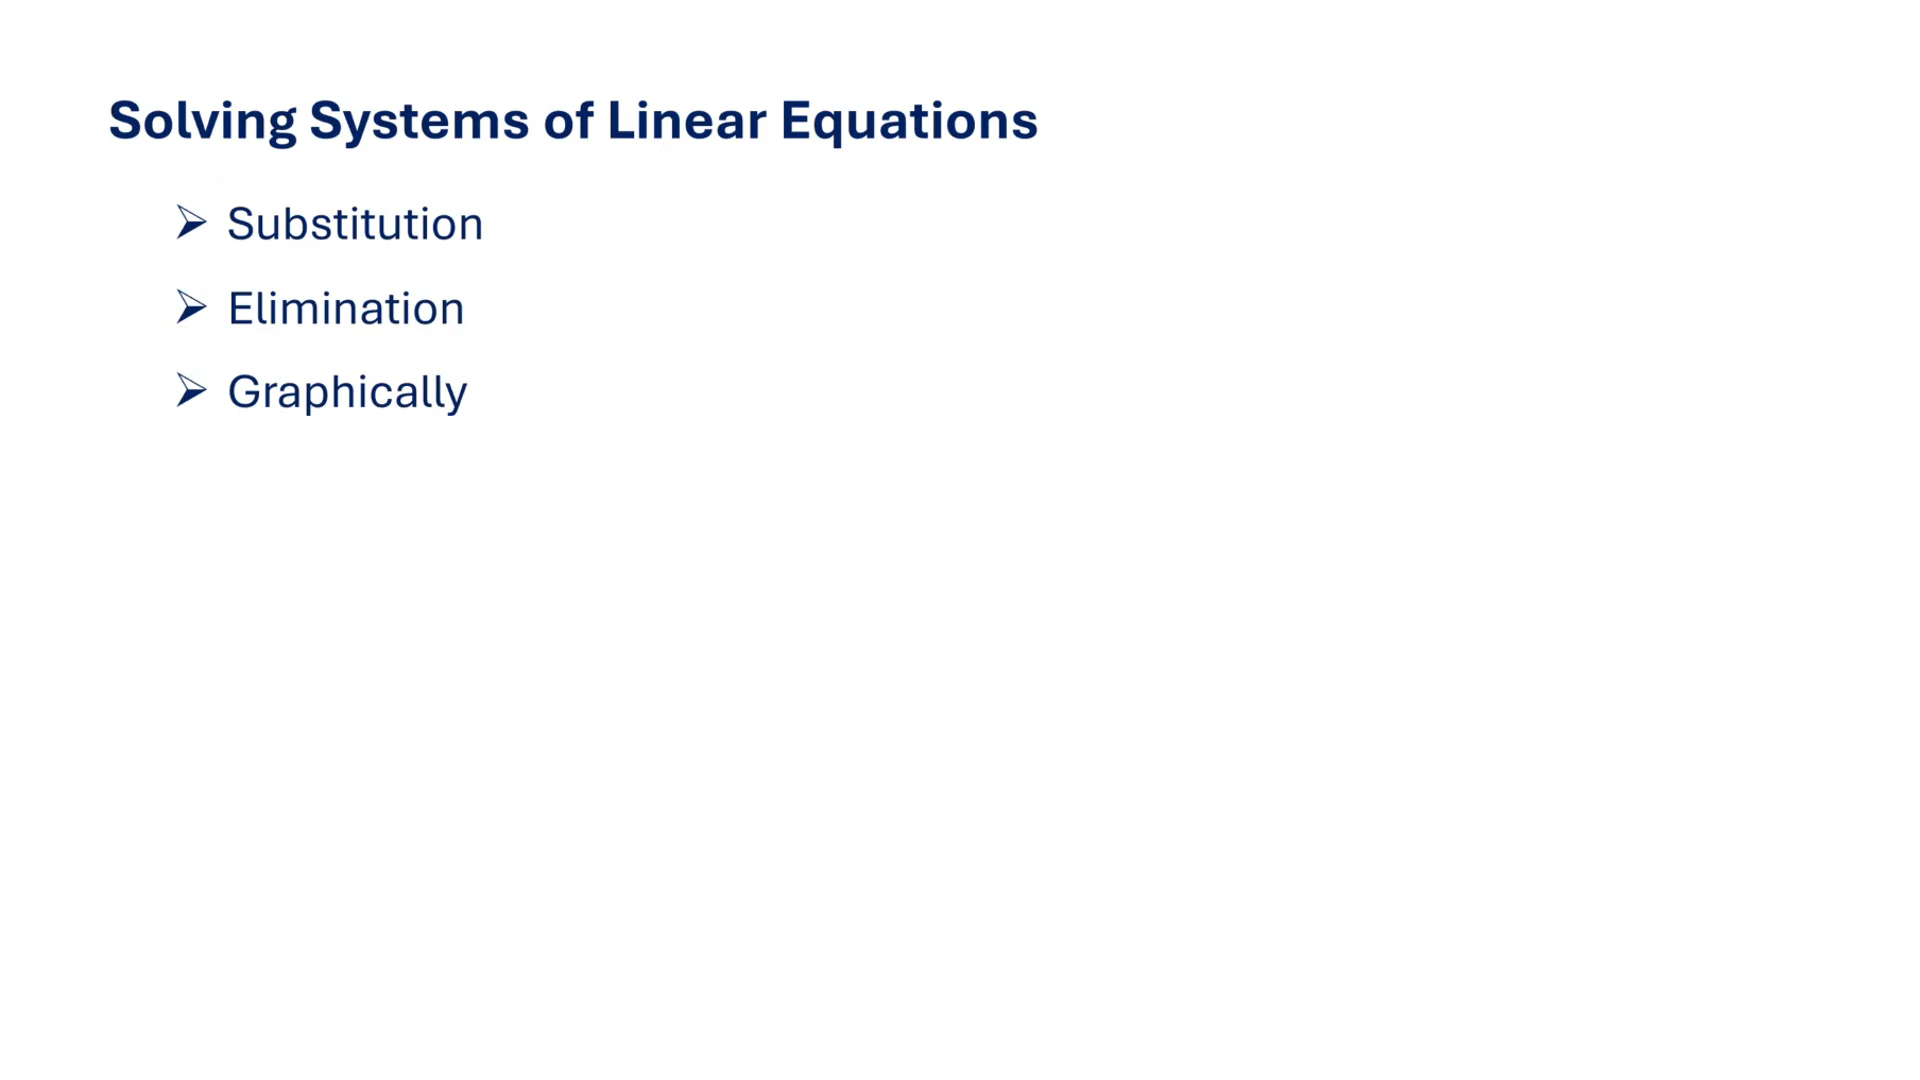 Solving Systems of Linear Equations
➢ Substitution
➢ Elimination
➢ Graphically